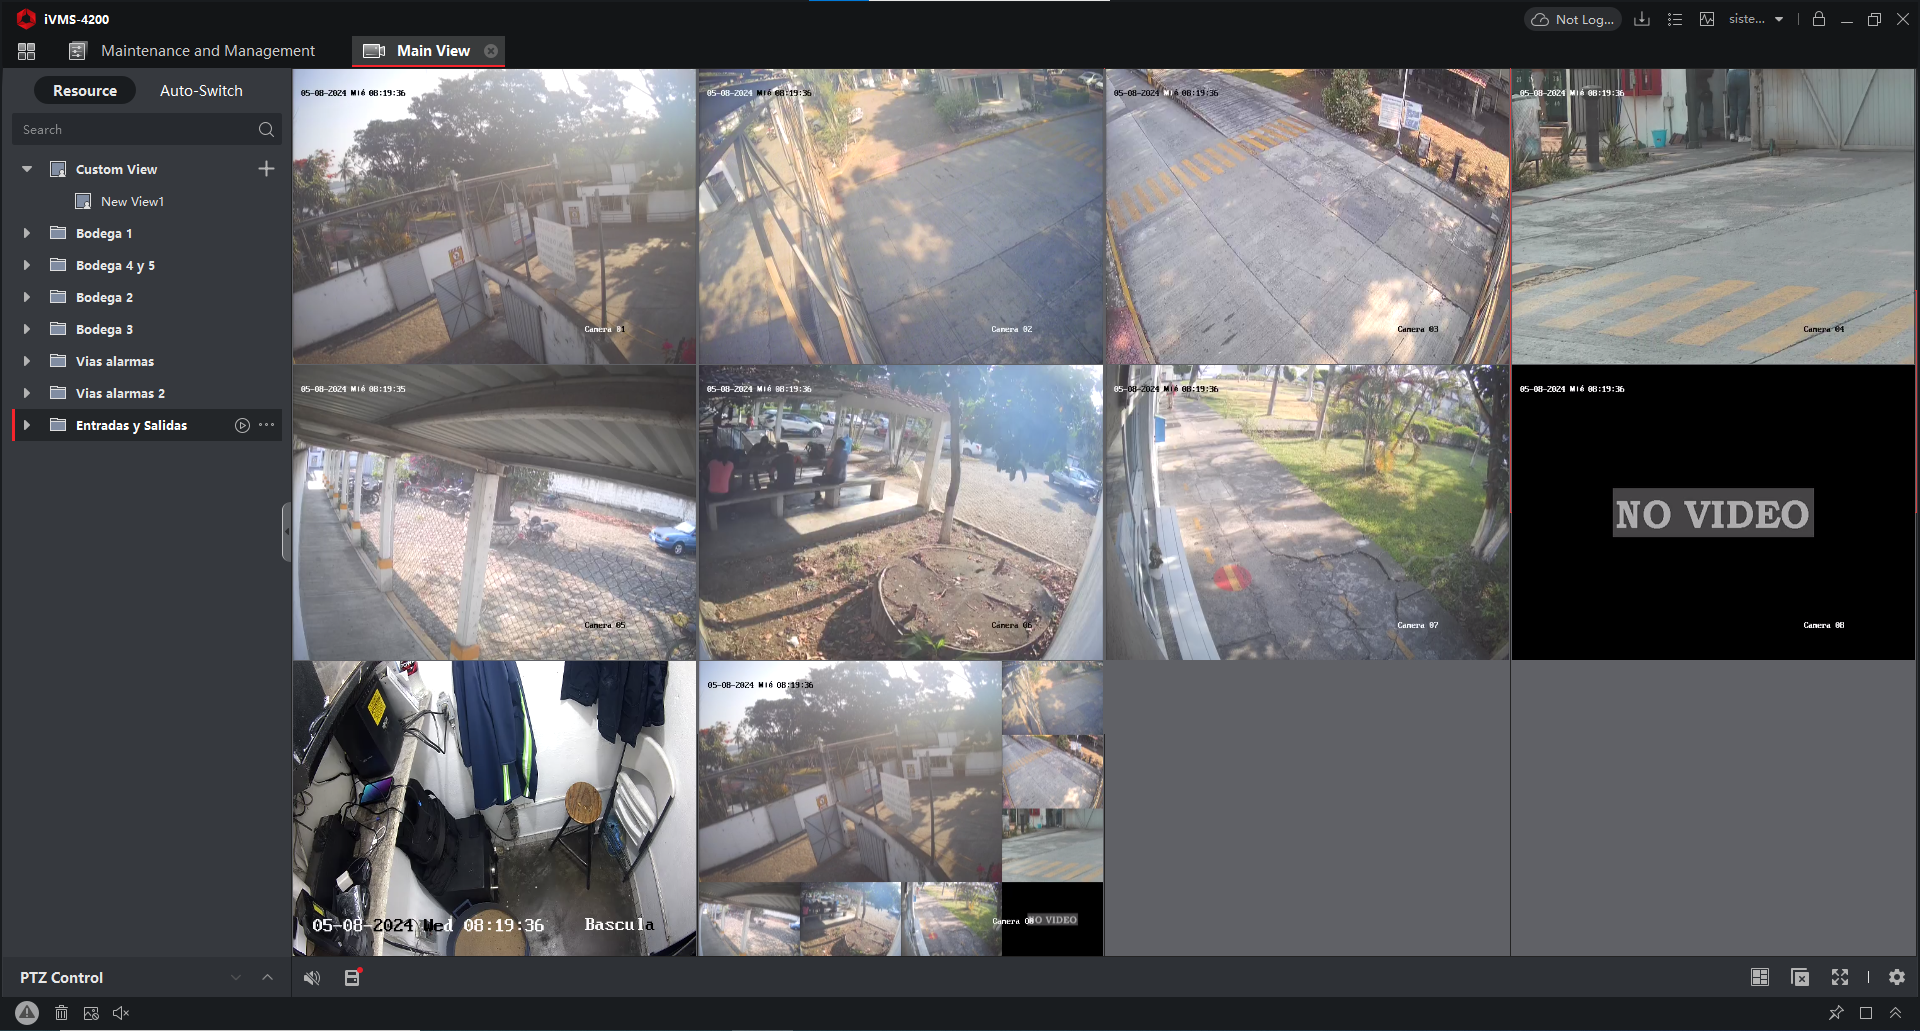 iVMS-4200
Not Log...
siste...
Maintenance and Management
Main View
Resource
Auto-Switch
Search
Custom View
New View1
Bodega 1
Bodega 4 y 5
Bodega 2
Bodega 3
Vias alarmas
Vias alarmas 2
Entradas y Salidas
05-08-2024 Mié 08:19:36
Camera 01
05-08-2024 Mié 08:19:36
Camera 02
05-08-2024 Mié 08:19:36
Camera 03
05-08-2024 Mié 08:19:36
Camera 04
05-08-2024 Mié 08:19:35
Camera 05
05-08-2024 Mié 08:19:36
Camera 06
05-08-2024 Mié 08:19:36
Camera 07
05-08-2024 Mié 08:19:36
NO VIDEO
Camera 08
05-08-2024 Wed 08:19:36
Bascula
05-08-2024 Mié 08:19:36
Camera 08
NO VIDEO
PTZ Control